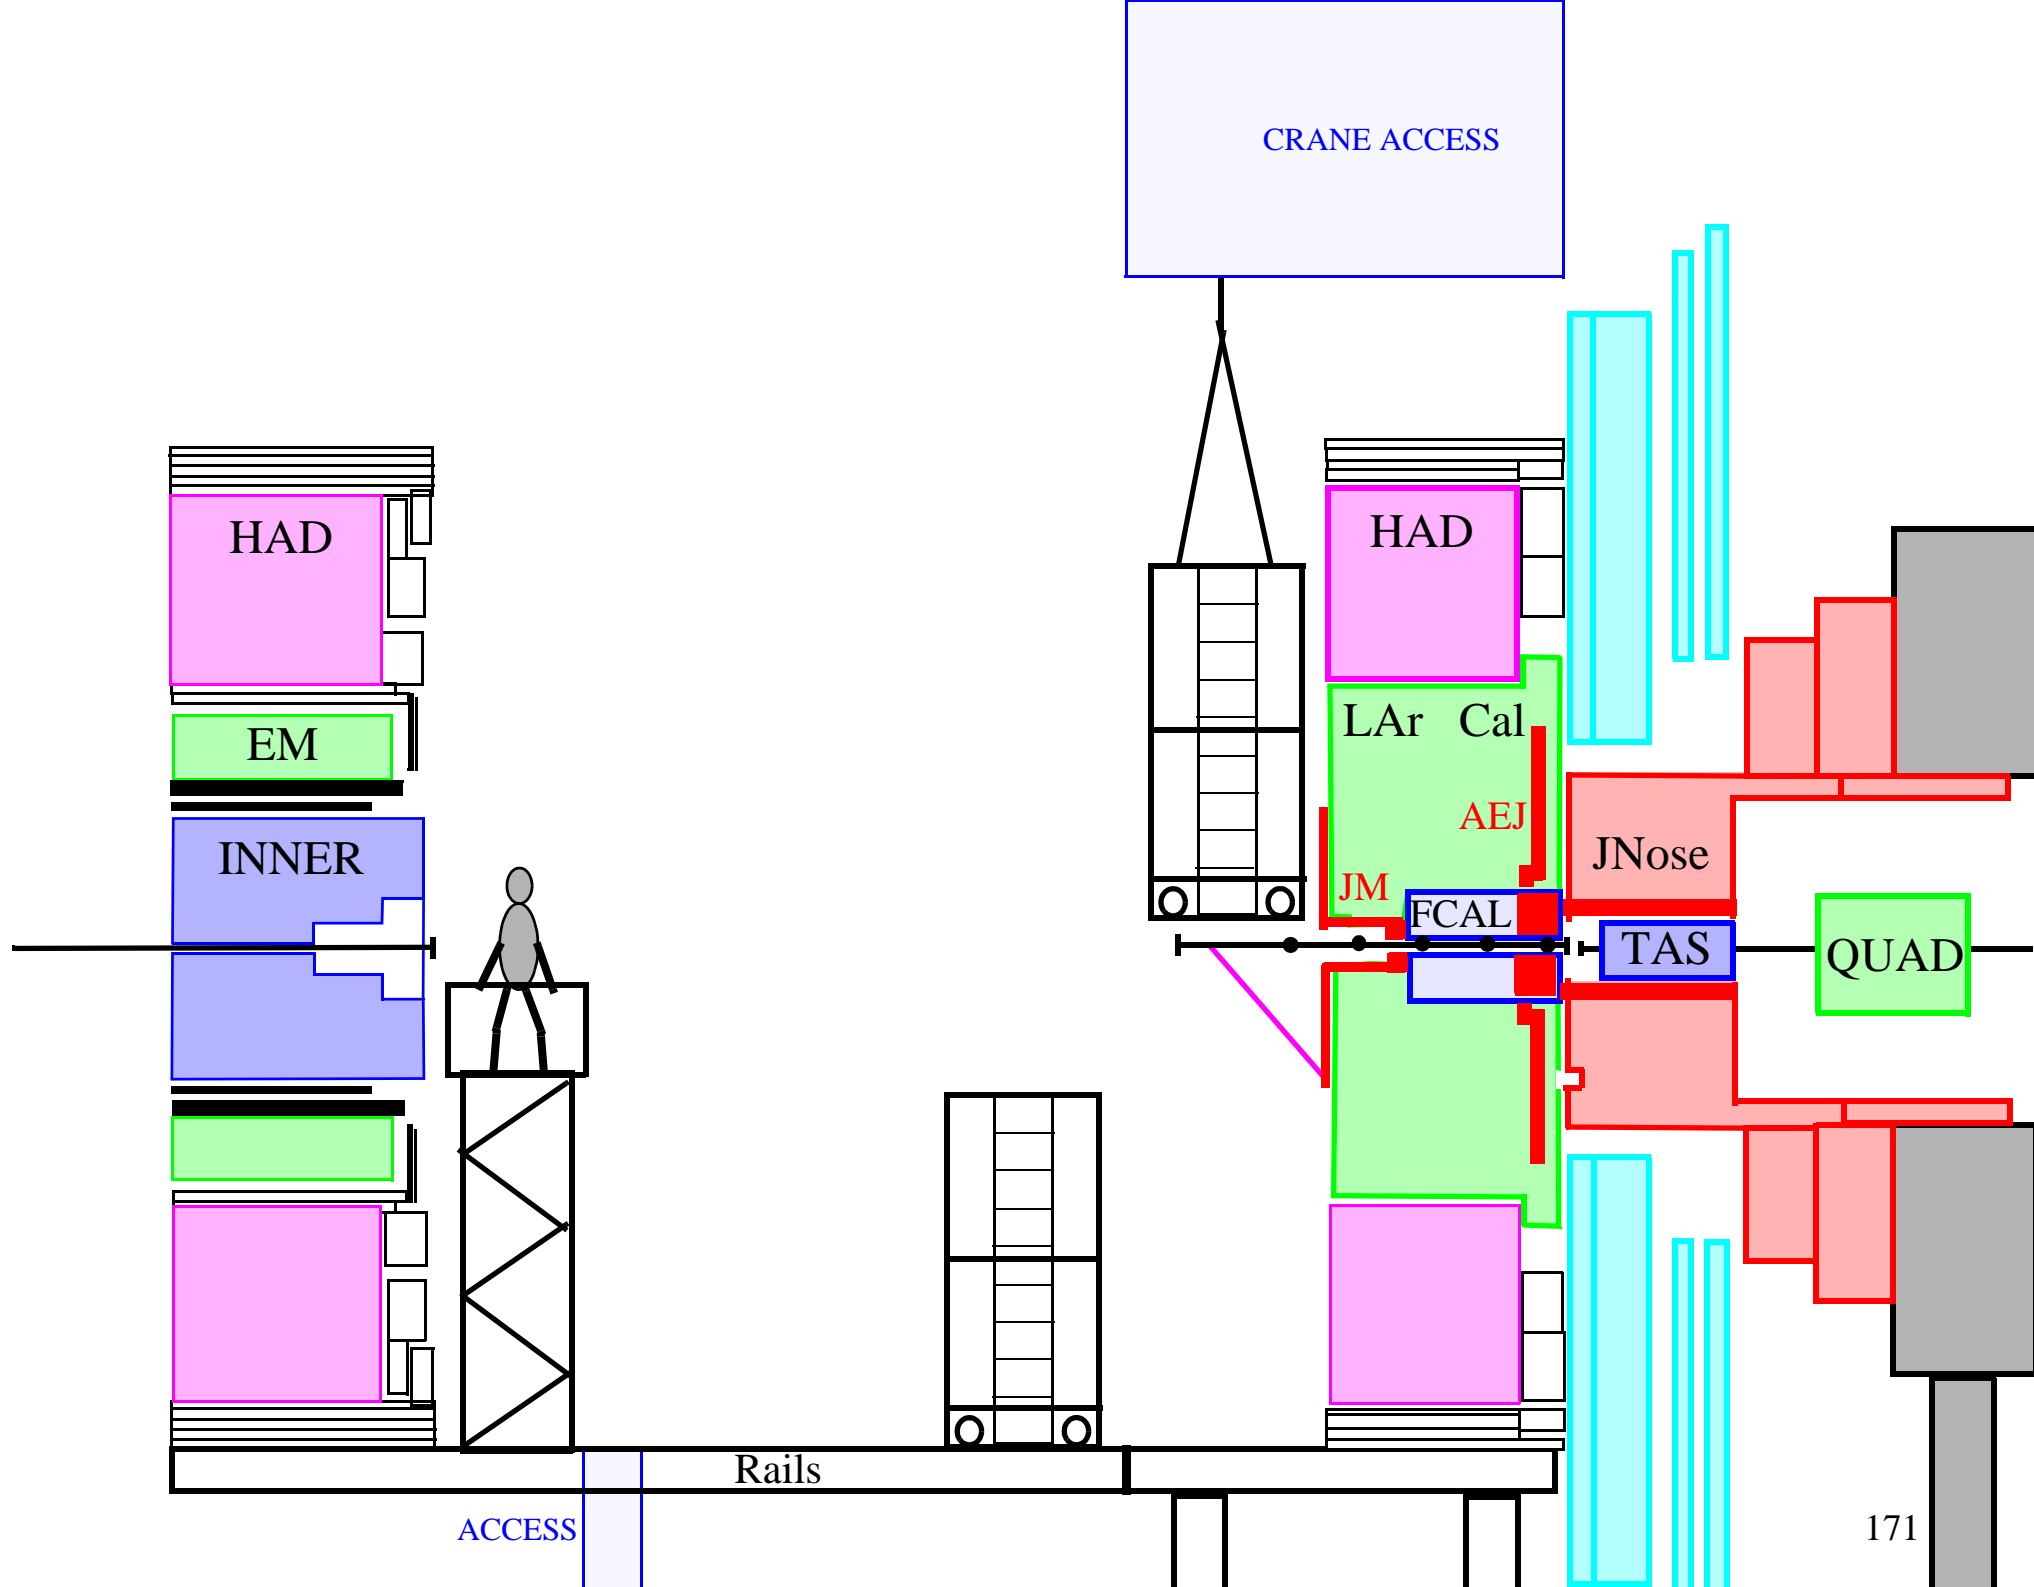 CRANE ACCESS
HAD
HAD
EM
LAr Cal
AEJ
INNER
JM
JNose
FCAL
TAS
QUAD
Rails
ACCESS
171